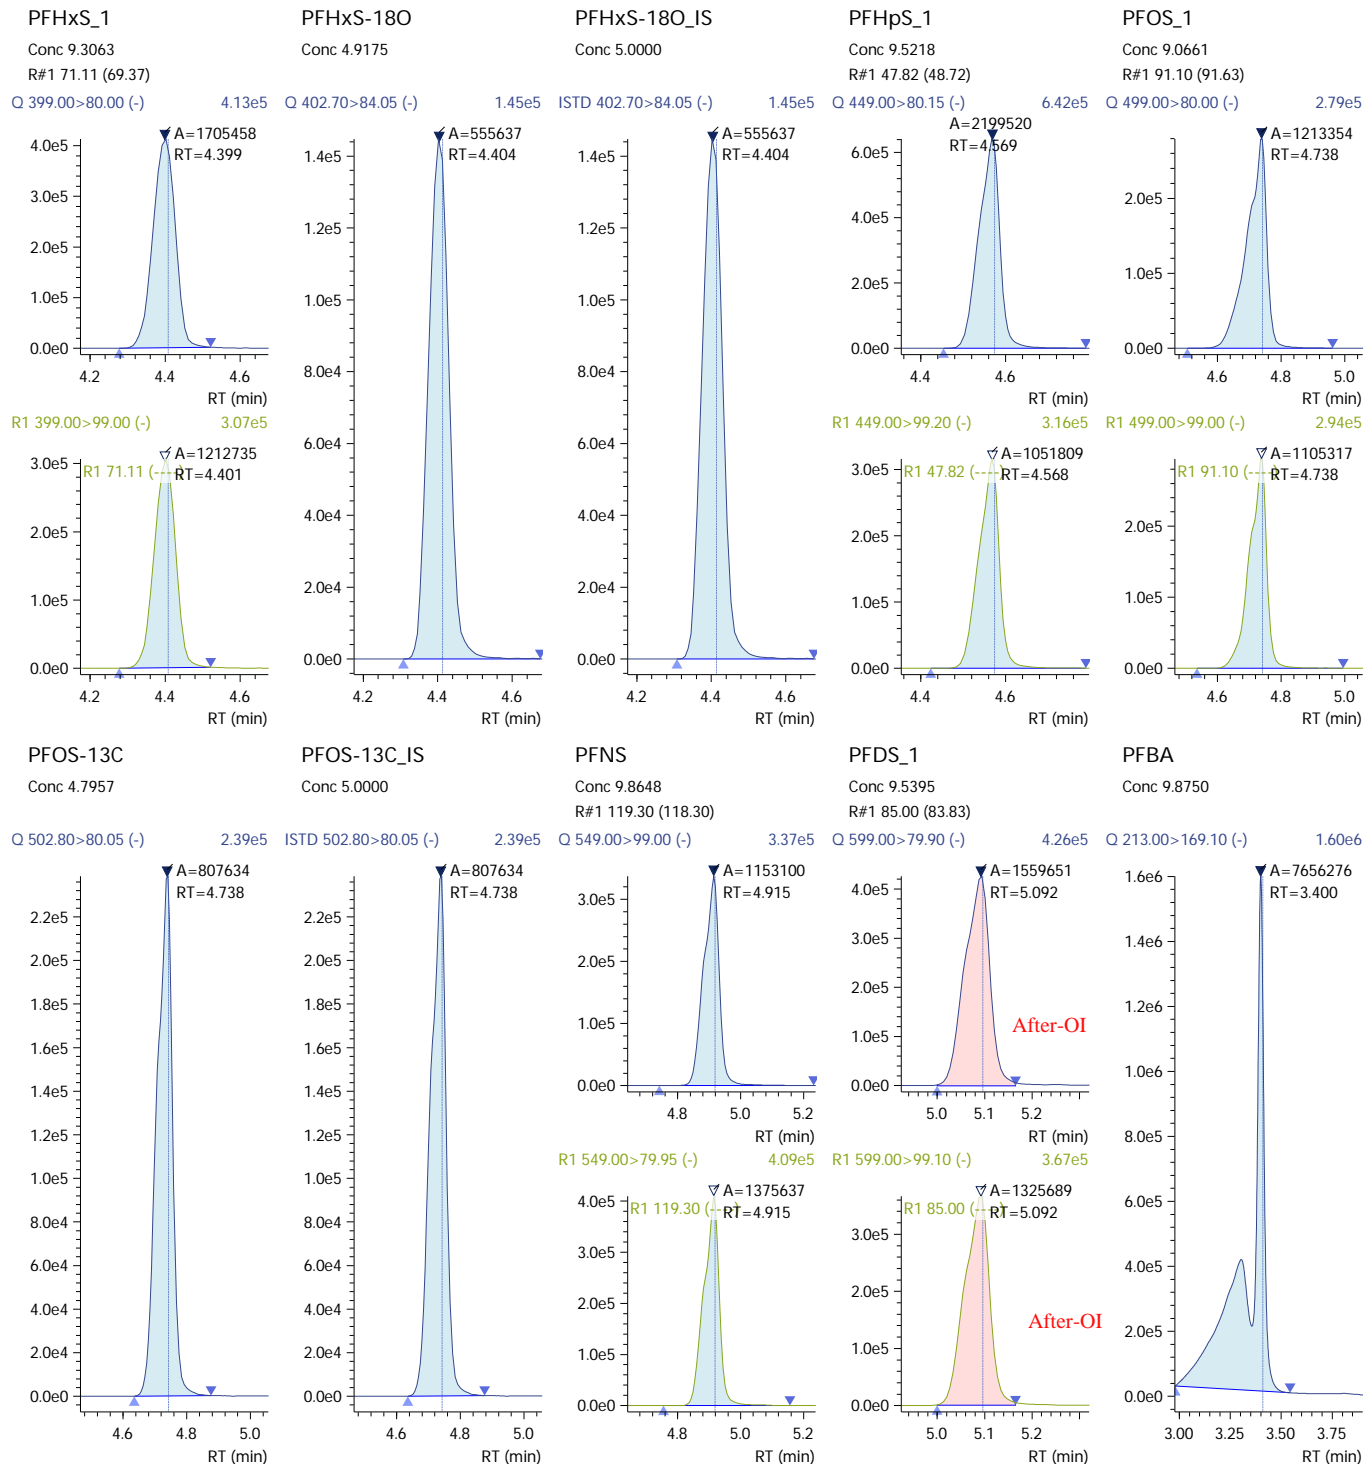 PFHxS_1
Conc 9.3063
R#1 71.11 (69.37)
Q 399.00>80.00 (-) 4.13e5
A=1705458
RT=4.399
4.0e5
3.0e5
2.0e5
1.0e5
0.0e0
4.2 4.4 4.6
RT (min)
R1 399.00>99.00 (-) 3.07e5
A=1212735
R1 71.11 (----) RT=4.401
3.0e5
2.0e5
1.0e5
0.0e0
4.2 4.4 4.6
RT (min)
PFHxS-18O
Conc 4.9175
Q 402.70>84.05 (-) 1.45e5
A=555637
RT=4.404
1.4e5
1.2e5
1.0e5
8.0e4
6.0e4
4.0e4
2.0e4
0.0e0
4.2 4.4 4.6
RT (min)
PFHxS-18O_IS
Conc 5.0000
ISTD 402.70>84.05 (-) 1.45e5
A=555637
RT=4.404
1.4e5
1.2e5
1.0e5
8.0e4
6.0e4
4.0e4
2.0e4
0.0e0
4.2 4.4 4.6
RT (min)
PFHpS_1
Conc 9.5218
R#1 47.82 (48.72)
Q 449.00>80.15 (-) 6.42e5
A=2199520
RT=4.569
6.0e5
4.0e5
2.0e5
0.0e0
4.4 4.6
RT (min)
R1 449.00>99.20 (-) 3.16e5
A=1051809
R1 47.82 (----) RT=4.568
3.0e5
2.0e5
1.0e5
0.0e0
4.4 4.6
RT (min)
PFOS_1
Conc 9.0661
R#1 91.10 (91.63)
Q 499.00>80.00 (-) 2.79e5
A=1213354
RT=4.738
2.0e5
1.0e5
0.0e0
4.6 4.8 5.0
RT (min)
R1 499.00>99.00 (-) 2.94e5
A=1105317
R1 91.10 (----) RT=4.738
2.0e5
1.0e5
0.0e0
4.6 4.8 5.0
RT (min)
PFOS-13C
Conc 4.7957
Q 502.80>80.05 (-) 2.39e5
A=807634
RT=4.738
2.2e5
2.0e5
1.8e5
1.6e5
1.4e5
1.2e5
1.0e5
8.0e4
6.0e4
4.0e4
2.0e4
0.0e0
4.6 4.8 5.0
RT (min)
PFOS-13C_IS
Conc 5.0000
ISTD 502.80>80.05 (-) 2.39e5
A=807634
RT=4.738
2.2e5
2.0e5
1.8e5
1.6e5
1.4e5
1.2e5
1.0e5
8.0e4
6.0e4
4.0e4
2.0e4
0.0e0
4.6 4.8 5.0
RT (min)
PFNS
Conc 9.8648
R#1 119.30 (118.30)
Q 549.00>99.00 (-) 3.37e5
A=1153100
RT=4.915
3.0e5
2.0e5
1.0e5
0.0e0
4.8 5.0 5.2
RT (min)
R1 549.00>79.95 (-) 4.09e5
A=1375637
R1 119.30 (----) RT=4.915
4.0e5
3.0e5
2.0e5
1.0e5
0.0e0
4.8 5.0 5.2
RT (min)
PFDS_1
Conc 9.5395
R#1 85.00 (83.83)
Q 599.00>79.90 (-) 4.26e5
A=1559651
RT=5.092
4.0e5
3.0e5
2.0e5
After-OI
1.0e5
0.0e0
5.0 5.1 5.2
RT (min)
R1 599.00>99.10 (-) 3.67e5
A=1325689
R1 85.00 (----) RT=5.092
3.0e5
2.0e5
After-OI
1.0e5
0.0e0
5.0 5.1 5.2
RT (min)
PFBA
Conc 9.8750
Q 213.00>169.10 (-) 1.60e6
A=7656276
RT=3.400
1.6e6
1.4e6
1.2e6
1.0e6
8.0e5
6.0e5
4.0e5
2.0e5
0.0e0
3.00 3.25 3.50 3.75
RT (min)